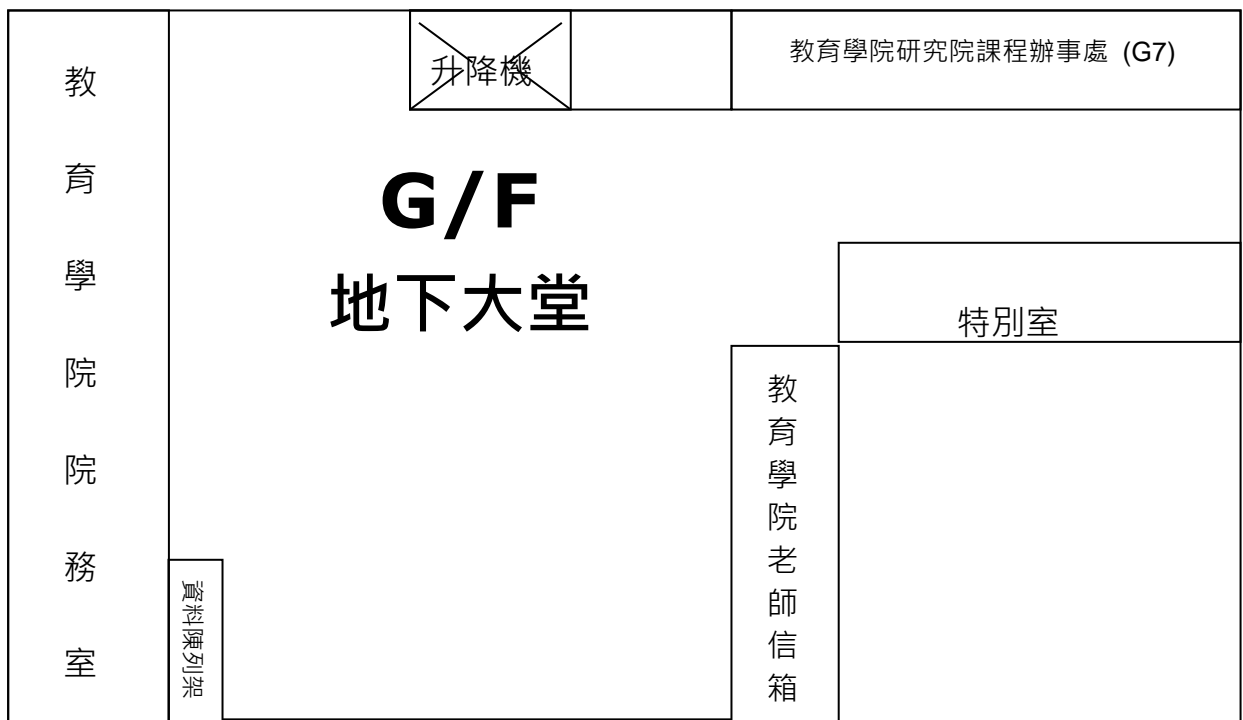 教育學院院務室
升降機
教育學院研究院課程辦事處 (G7)
G/F
地下大堂
特別室
教育學院老師信箱
資料陳列架